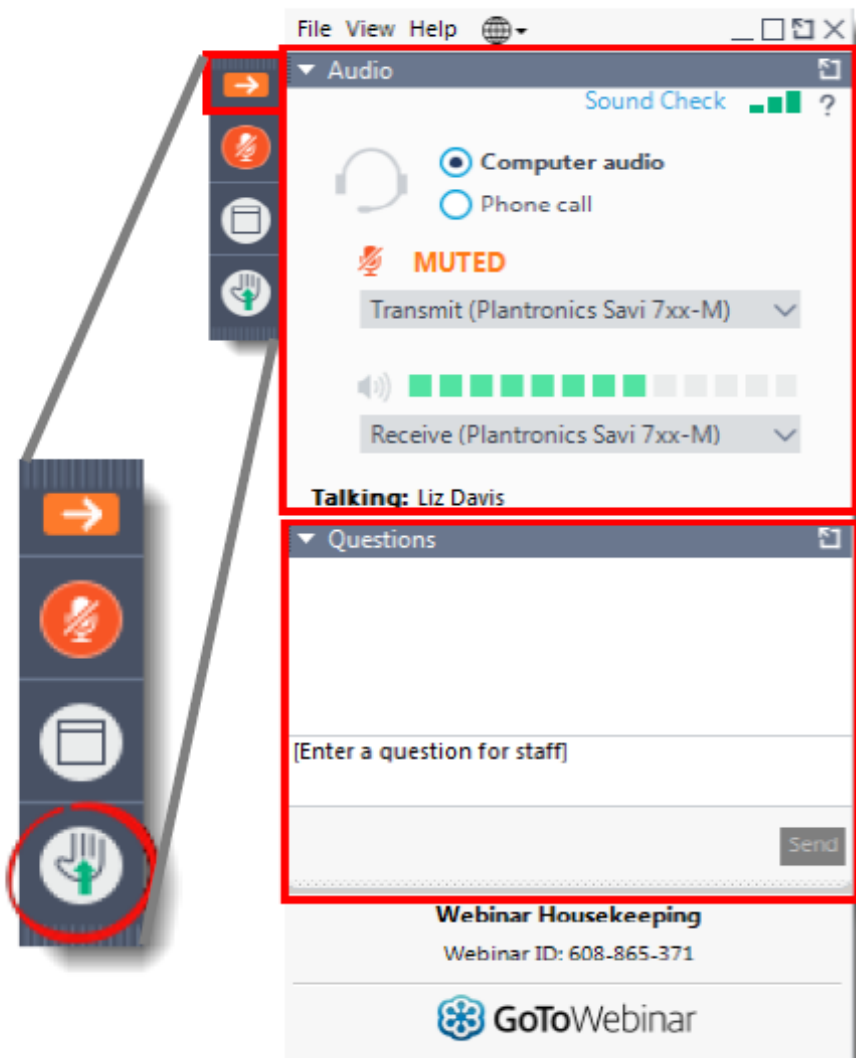 File View Help
Audio
Sound Check ?
Computer audio
Phone call
MUTED
Transmit (Plantronics Savi 7xx-M)
Receive (Plantronics Savi 7xx-M)
Talking: Liz Davis
Questions
[Enter a question for staff]
Send
Webinar Housekeeping
Webinar ID: 608-865-371
GoToWebinar